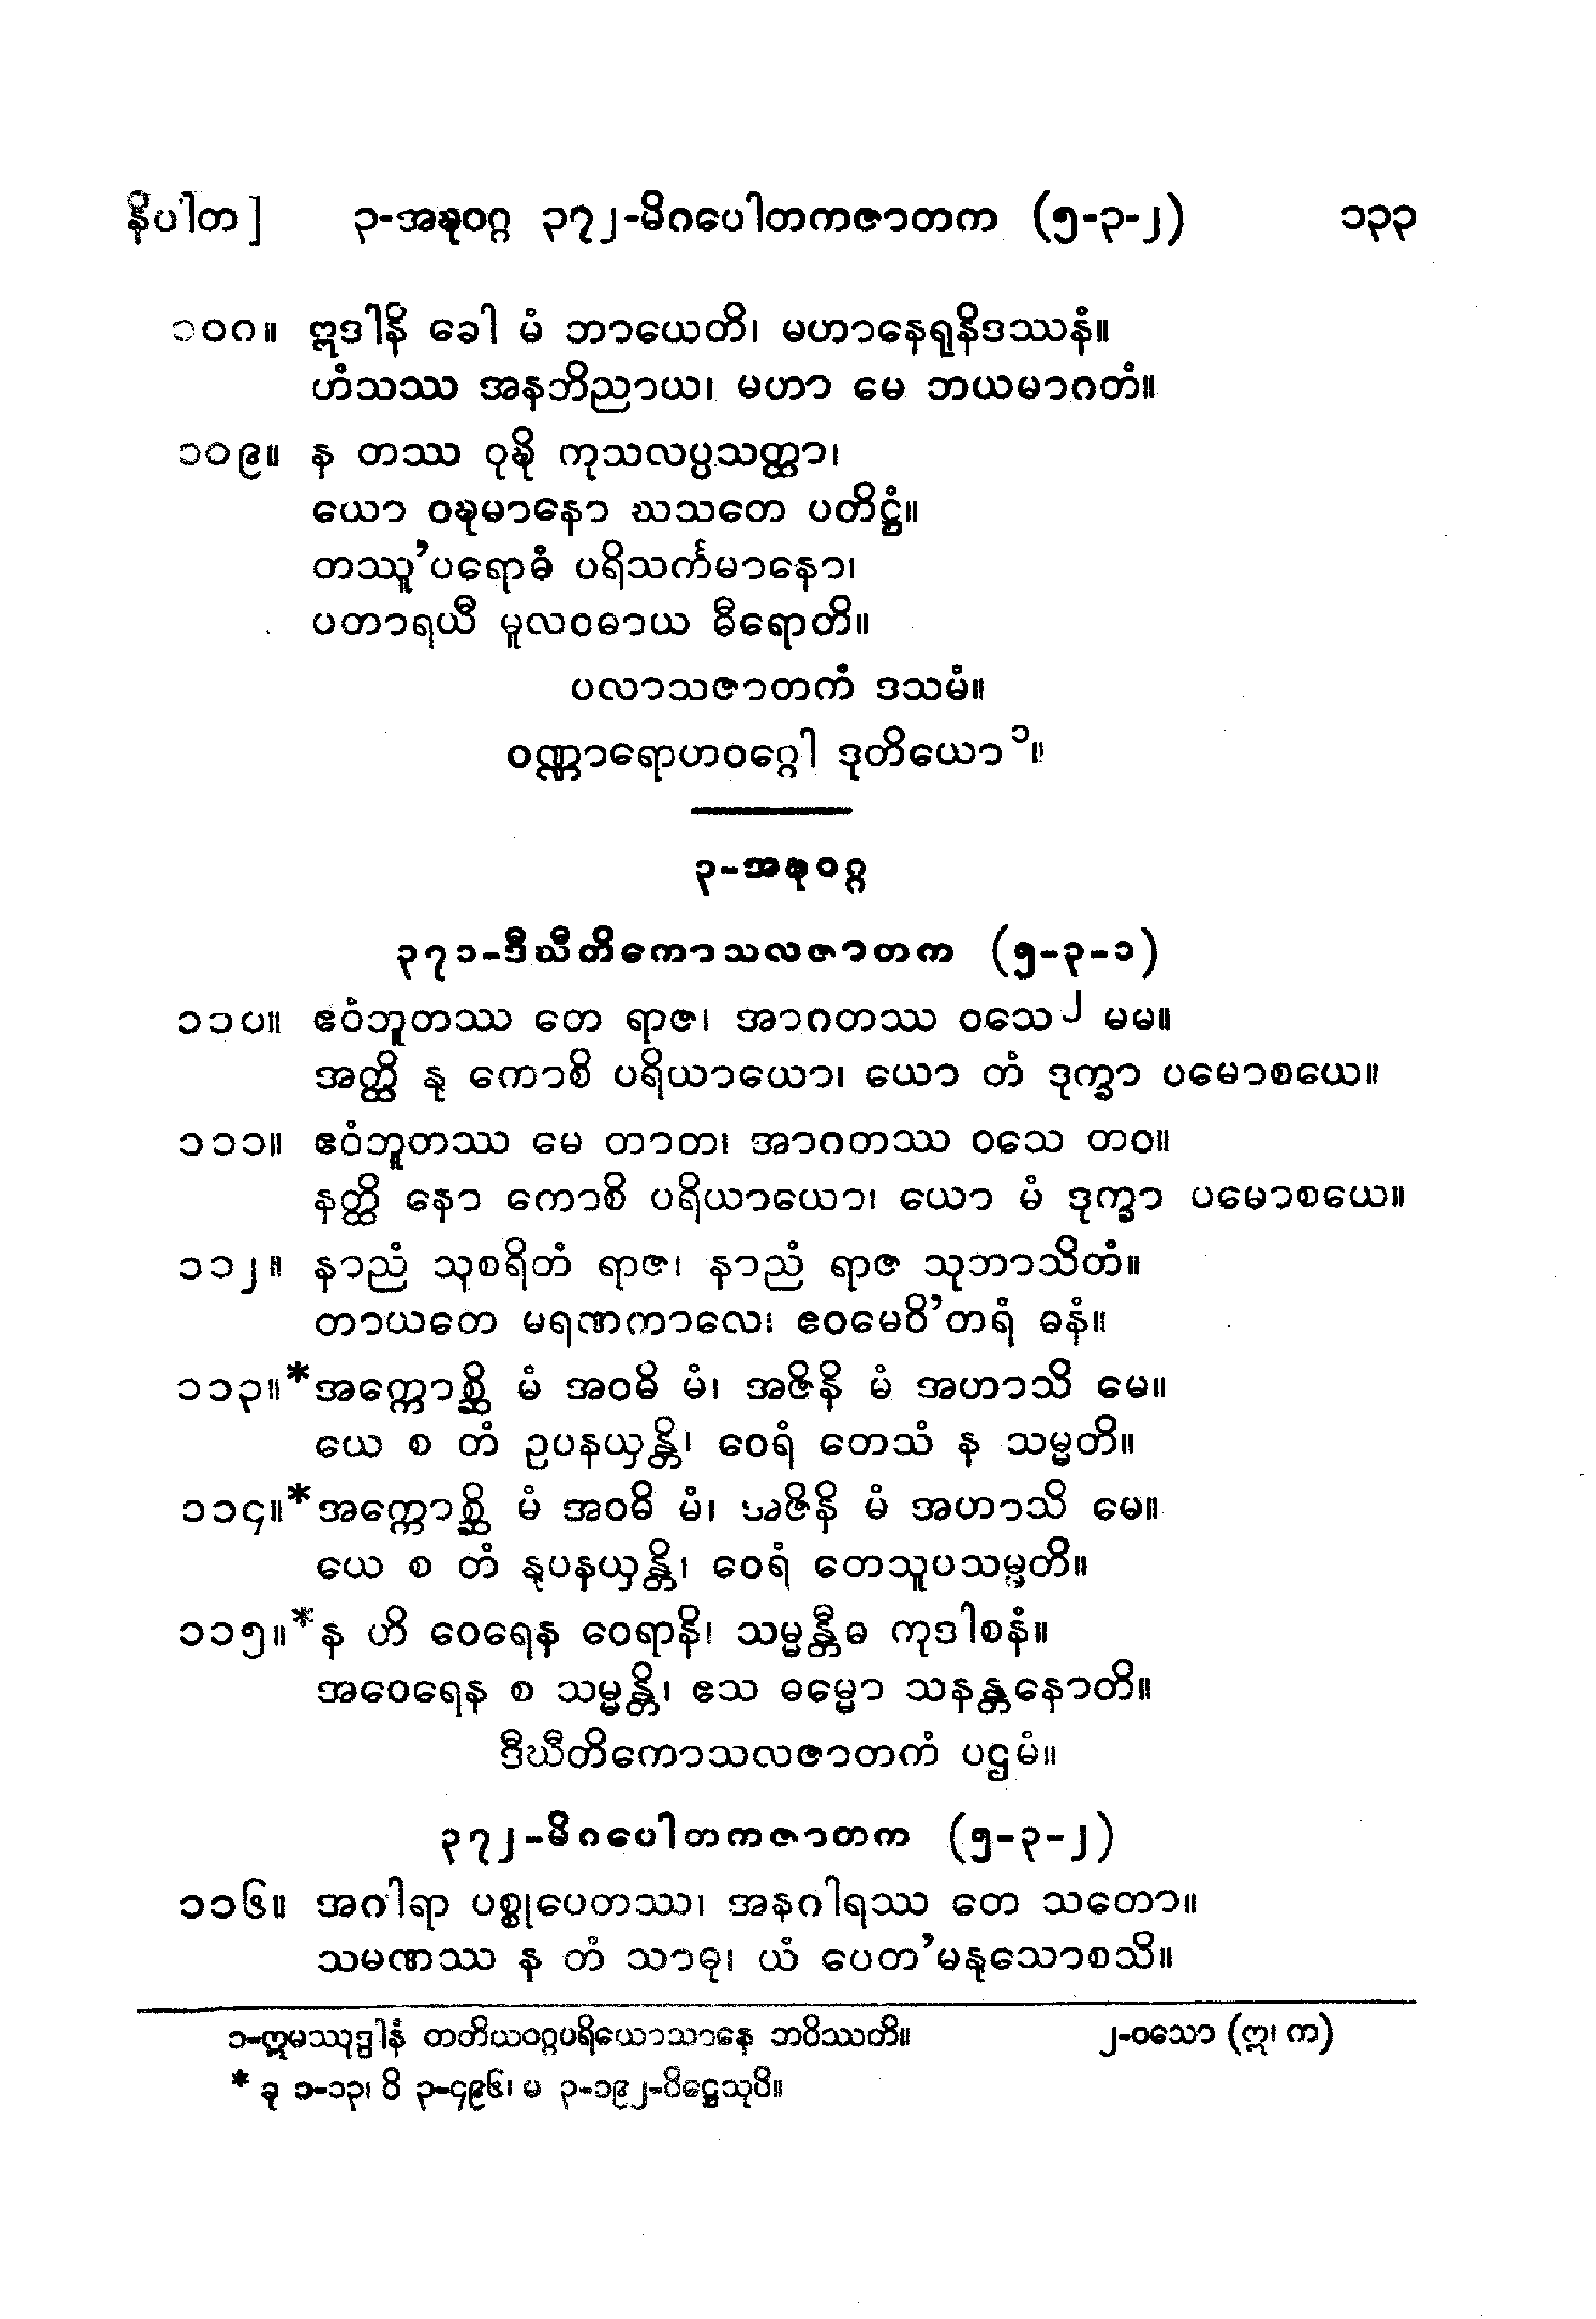 နိပါတ]   ၃-အဍ္ဎုဝဂ္ဂ ၃၇၂-မိဂပေါတကဇာတက (၅-၃-၂)   ၁၃၃
၁၀၈။ ဣဒါနိ ခေါ မံ ဘာယေတိ၊ မဟာနေရုနိဒဿနံ။
ဟံသဿ အနဘိညာယ၊ မဟာ မေ ဘယမာဂတံ။
၁၀၉။ န တဿ ဝုဍ္ဎိ ကုသလပ္ပသတ္ထာ၊
ယော ဝဍ္ဎမာနော ဃသတေ ပတိဋ္ဌံ။
တဿူ’ပရောဓံ ပရိသင်္ကမာနော၊
ပတာရယီ မူလဝဓာယ ဓီရောတိ။
ပလာသဇာတကံ ဒသမံ။
ဝဏ္ဏာရောဟဝဂ္ဂေါ ဒုတိယော ၁။
၃-အဍ္ဎုဝဂ္ဂ
၃၇၁-ဒီဃီတိကောသလဇာတက (၅-၃-၁)
၁၁၀။ ဧဝံဘူတဿ တေ ရာဇ၊ အာဂတဿ ဝသေ ၂ မမ။
အတ္ထိ နု ကောစိ ပရိယာယော၊ ယော တံ ဒုက္ခာ ပမောစယေ။
၁၁၁။ ဧဝံဘူတဿ မေ တာတ၊ အာဂတဿ ဝသေ တဝ။
နတ္ထိ နော ကောစိ ပရိယာယော၊ ယော မံ ဒုက္ခာ ပမောစယေ။
၁၁၂။ နာညံ သုစရိတံ ရာဇ၊ နာညံ ရာဇ သုဘာသိတံ။
တာယတေ မရဏကာလေ၊ ဧဝမေဝိ’တရံ ဓနံ။
၁၁၃။*အက္ကောစ္ဆိ မံ အဝဓိ မံ၊ အဇိနိ မံ အဟာသိ မေ။
ယေ စ တံ ဥပနယှန္တိ၊ ဝေရံ တေသံ န သမ္မတိ။
၁၁၄။*အက္ကောစ္ဆိ မံ အဝဓိ မံ၊ အဇိနိ မံ အဟာသိ မေ။
ယေ စ တံ နုပနယှန္တိ၊ ဝေရံ တေသူပသမ္မတိ။
၁၁၅။*န ဟိ ဝေရေန ဝေရာနိ၊ သမ္မန္တီဓ ကုဒါစနံ။
အဝေရေန စ သမ္မန္တိ၊ ဧသ ဓမ္မော သနန္တနောတိ။
ဒီဃီတိကောသလဇာတကံ ပဌမံ။
၃၇၂-မိဂပေါတကဇာတက (၅-၃-၂)
၁၁၆။ အဂါရာ ပစ္စုပေတဿ၊ အနဂါရဿ တေ သတော။
သမဏဿ န တံ သာဓု၊ ယံ ပေတ’မနုသောစသိ။
၁-ဣမဿုဒ္ဒါနံ တတိယဝဂ္ဂပရိယောသာနေ ဘဝိဿတိ။   ၂-ဝသော (ဣ၊ က)
* ခု ၁-၁၃၊ ဝိ ၃-၄၉၆၊ မ ၃-၁၉၂-ပိဋ္ဌေသုပိ။